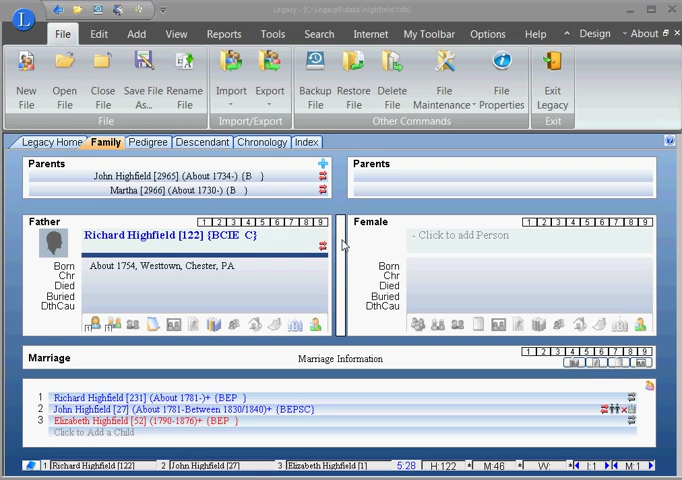 Legacy - [C:\Legacy8\data\highfield.fdb]
File Edit Add View Reports Tools Search Internet My Toolbar Options Help Design About
New File
Open File
Close File
Save File As...
Rename File
Import
Export
Backup File
Restore File
Delete File
File Maintenance
File Properties
Exit Legacy
File Import/Export Other Commands Exit
Legacy Home Family Pedigree Descendant Chronology Index
Parents
John Highfield [2965] (About 1734-) {B }
Martha [2966] (About 1730-) {B }
Parents
Father 1 2 3 4 5 6 7 8 9
Richard Highfield [122] {BCIE C}
Born About 1754, Westtown, Chester, PA
Chr
Died
Buried
DthCau
Female 1 2 3 4 5 6 7 8 9
- Click to add Person
Born
Chr
Died
Buried
DthCau
Marriage Marriage Information 1 2 3 4 5 6 7 8 9
1 Richard Highfield [231] (About 1781-)+ {BEP }
2 John Highfield [27] (About 1781-Between 1830/1840)+ {BEPSC}
3 Elizabeth Highfield [52] (1790-1876)+ {BEP }
Click to Add a Child
1 Richard Highfield [122] 2 John Highfield [27] 3 Elizabeth Highfield [1] 5:28 H:122 M:46 W: I:1 M:1